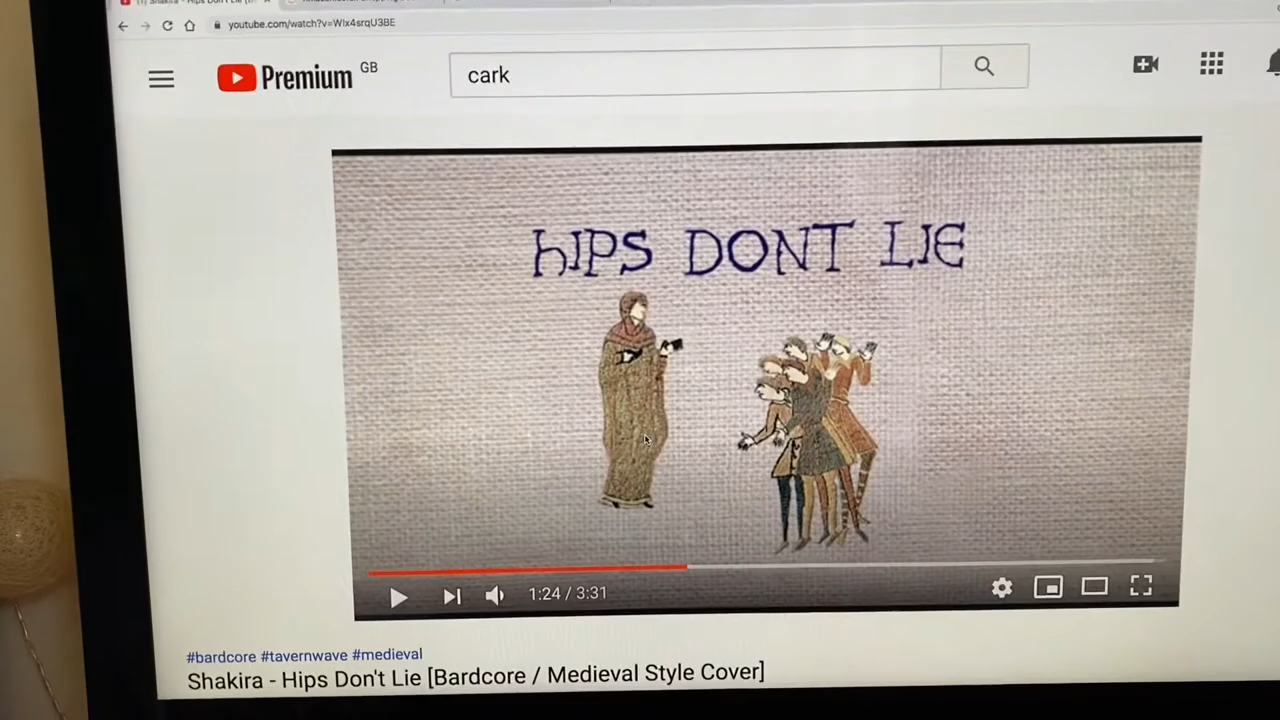 youtube.com/watch?v=WIx4srqU3BE
Premium GB
cark
HIPS DONT LIE
1:24 / 3:31
#bardcore #tavernwave #medieval
Shakira - Hips Don't Lie [Bardcore / Medieval Style Cover]